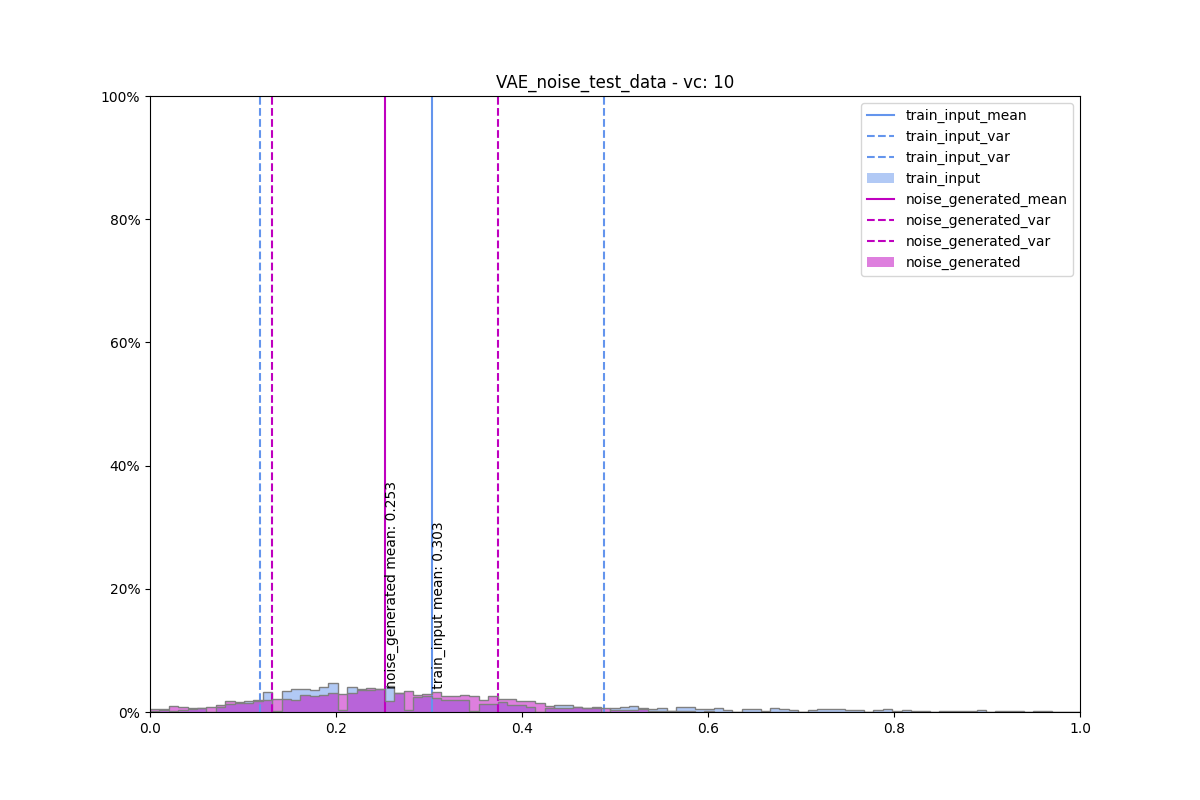 VAE_noise_test_data - vc: 10
100%
80%
60%
40%
20%
0%
0.0
0.2
0.4
0.6
0.8
1.0
train_input_mean
train_input_var
train_input_var
train_input
noise_generated_mean
noise_generated_var
noise_generated_var
noise_generated
noise_generated mean: 0.253
train_input mean: 0.303